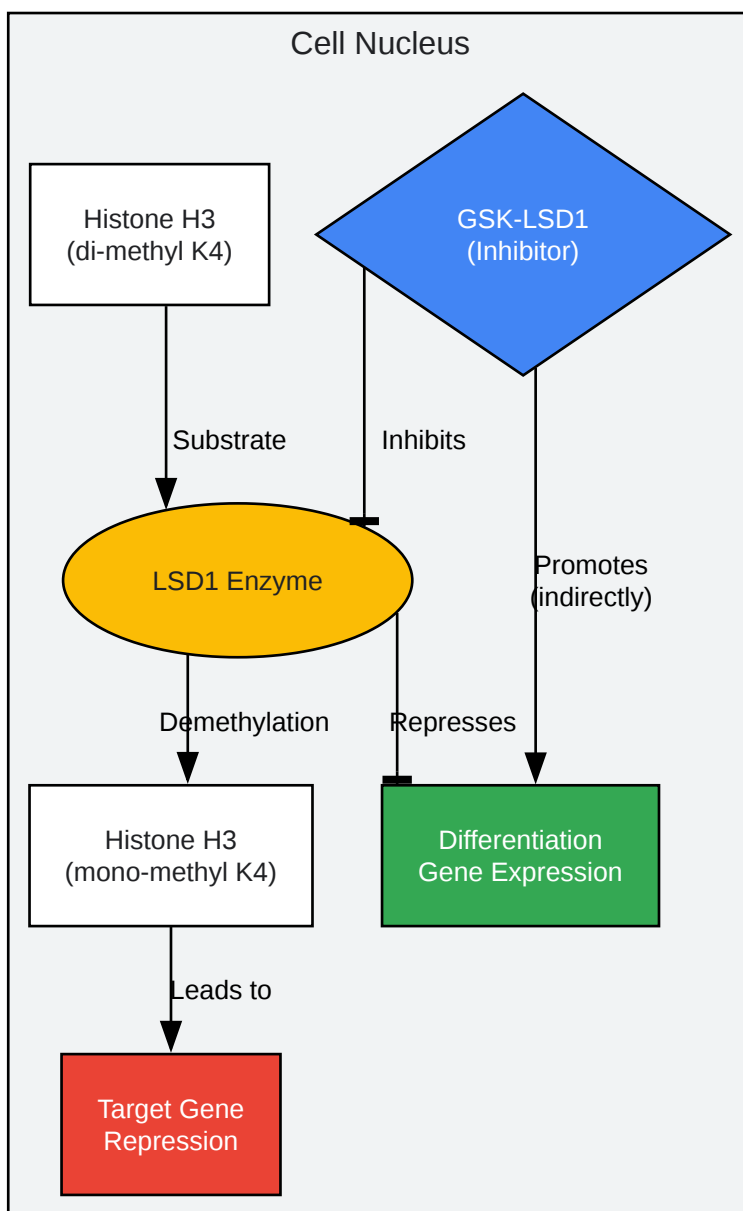 Cell Nucleus
Histone H3
(di-methyl K4)
GSK-LSD1
(Inhibitor)
Substrate
Inhibits
LSD1 Enzyme
Promotes
(indirectly)
Demethylation
Represses
Histone H3
(mono-methyl K4)
Differentiation
Gene Expression
Leads to
Target Gene
Repression